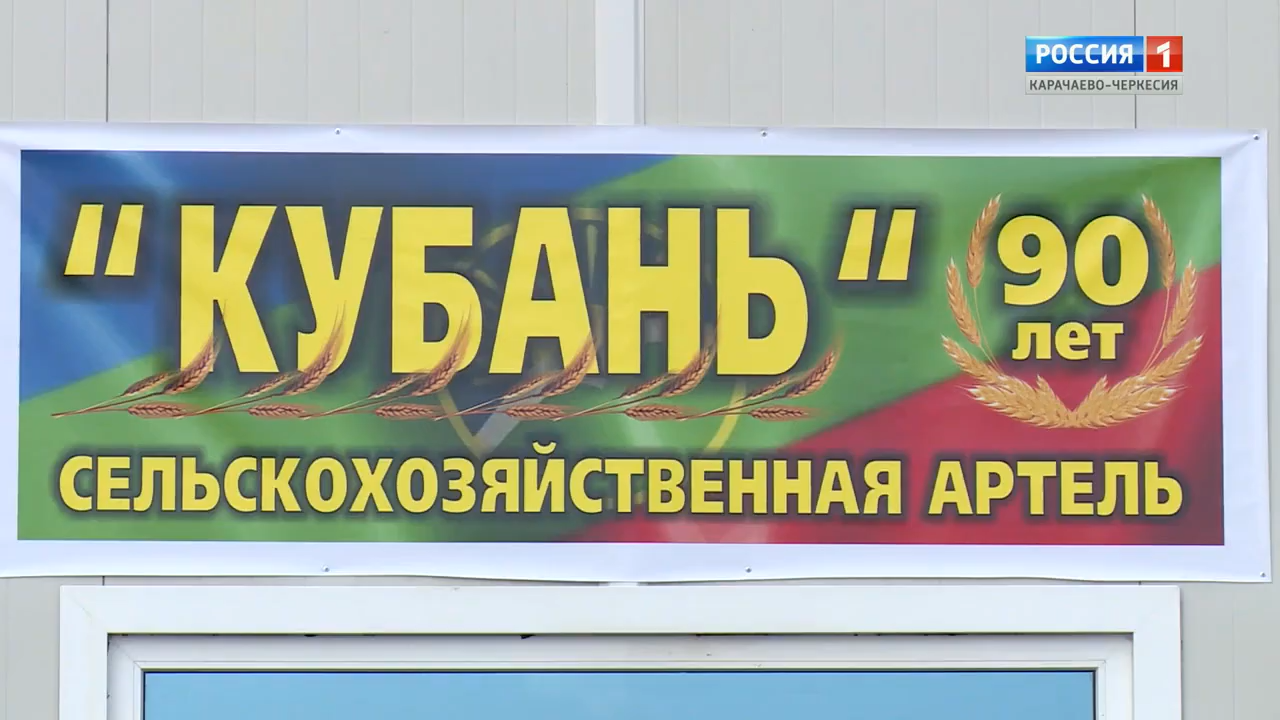 РОССИЯ 1
КАРАЧАЕВО-ЧЕРКЕСИЯ
"КУБАНЬ"
90
лет
СЕЛЬСКОХОЗЯЙСТВЕННАЯ АРТЕЛЬ